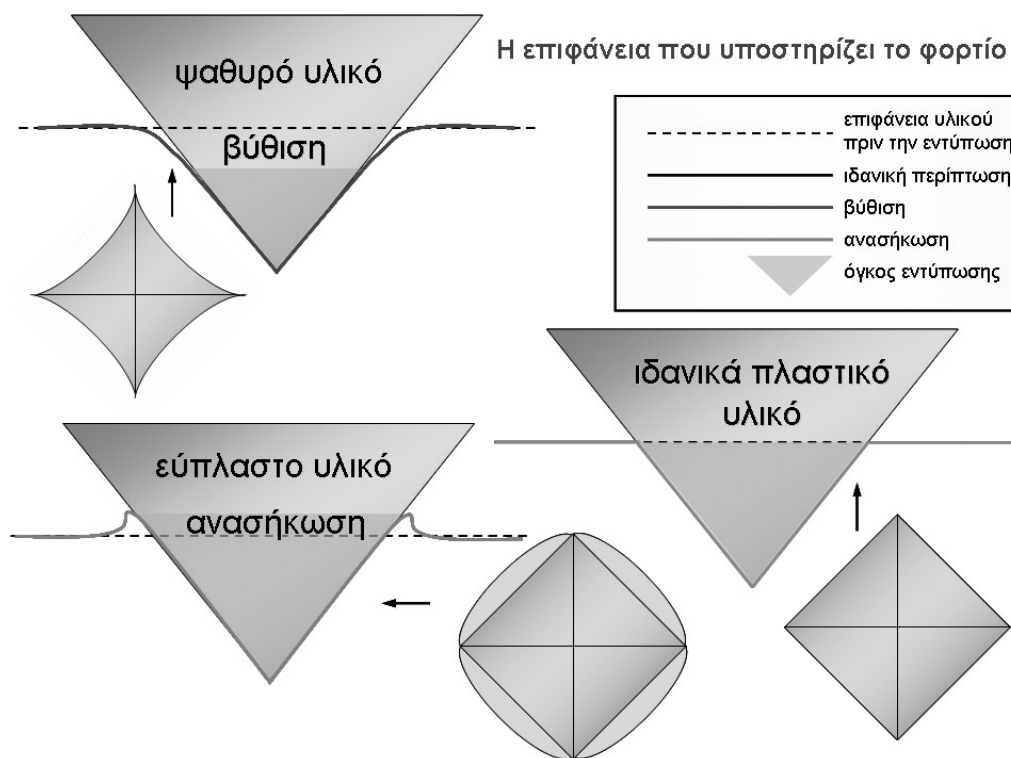 Η επιφάνεια που υποστηρίζει το φορτίο
ψαθυρό υλικό
βύθιση
επιφάνεια υλικού
πριν την εντύπωση
ιδανική περίπτωση
βύθιση
ανασήκωση
όγκος εντύπωσης
ιδανικά πλαστικό
υλικό
εύπλαστο υλικό
ανασήκωση